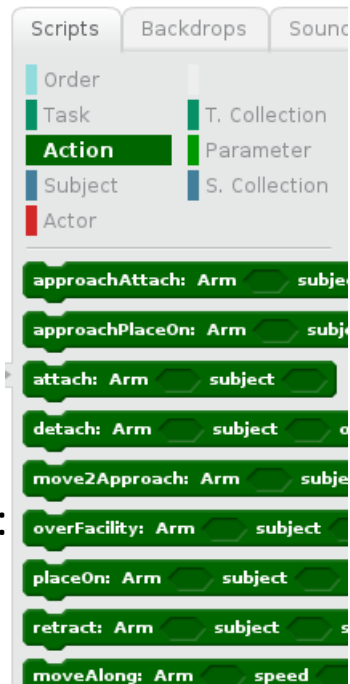 Scripts Backdrops
Order
Task T. Collection
Action Parameter
Subject S. Collection
Actor
approachAttach: Arm
approachPlaceOn: Arm
attach: Arm subject
detach: Arm subject
move2Approach: Arm
overFacility: Arm subject
placeOn: Arm subject
retract: Arm subject
moveAlong: Arm speed